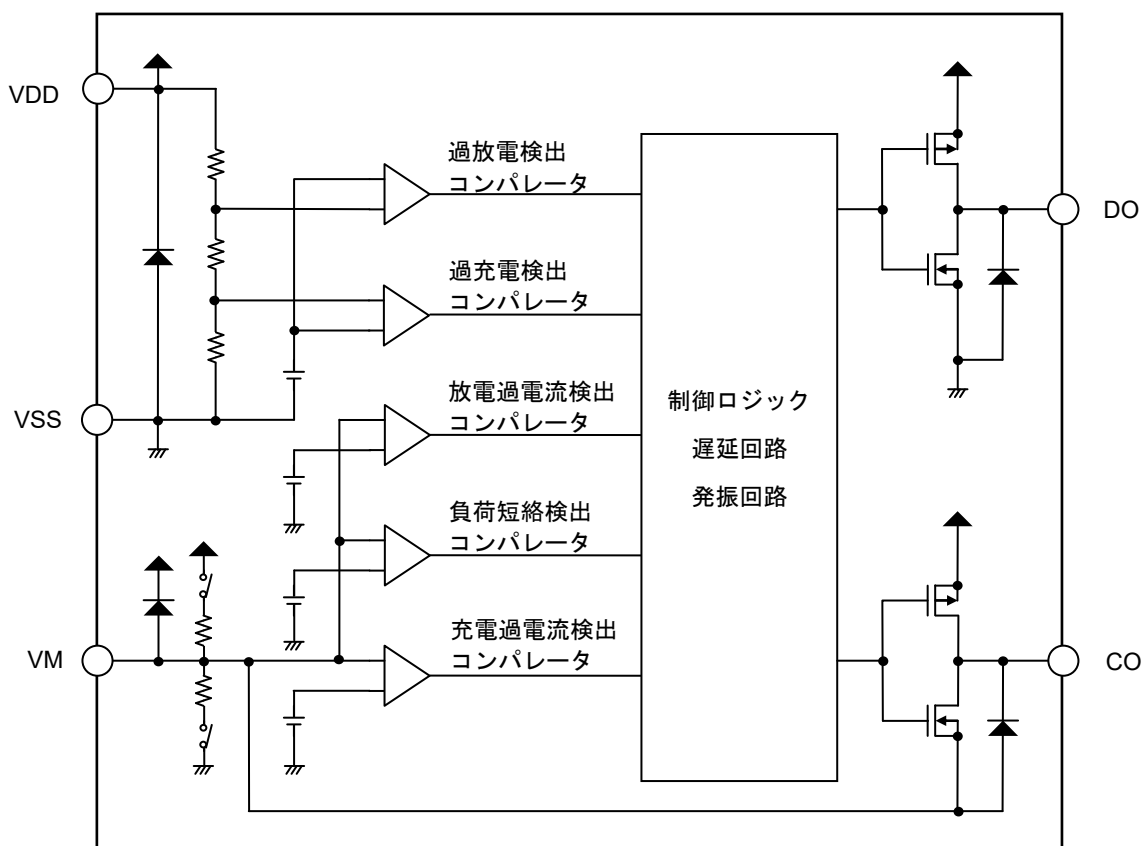 VDD
過放電検出
コンパレータ
DO
過充電検出
コンパレータ
VSS
放電過電流検出
コンパレータ
制御ロジック
遅延回路
発振回路
負荷短絡検出
コンパレータ
VM
充電過電流検出
コンパレータ
CO